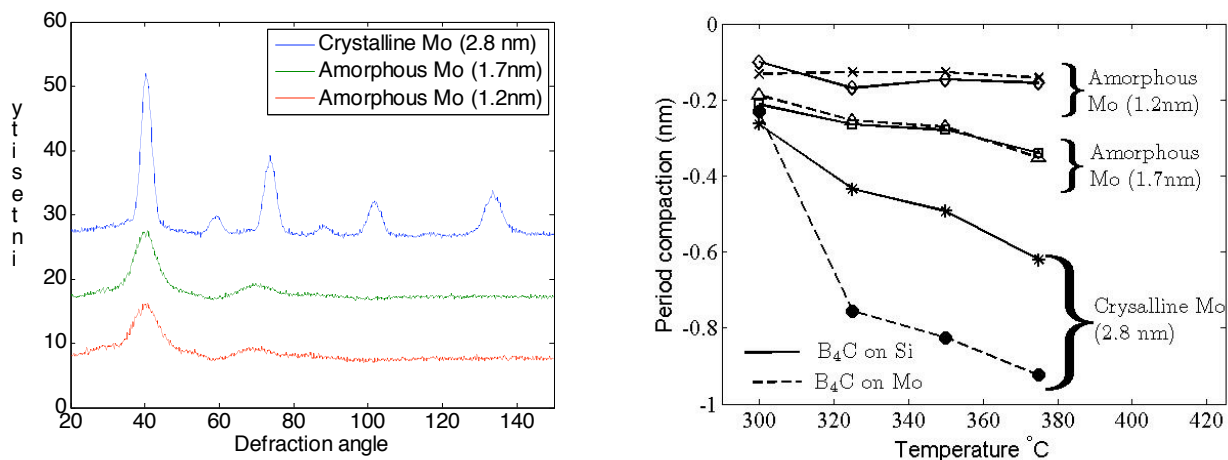 60
50
40
30
20
10
0
ytisetni
20
40
60
80
100
120
140
Defraction angle
Crystalline Mo (2.8 nm)
Amorphous Mo (1.7nm)
Amorphous Mo (1.2nm)
-0
-0.2
-0.4
-0.6
-0.8
-1
Period compaction (nm)
300
320
340
360
380
400
420
Temperature °C
Amorphous
Mo (1.2nm)
Amorphous
Mo (1.7nm)
Crysalline Mo
(2.8 nm)
B₄C on Si
B₄C on Mo